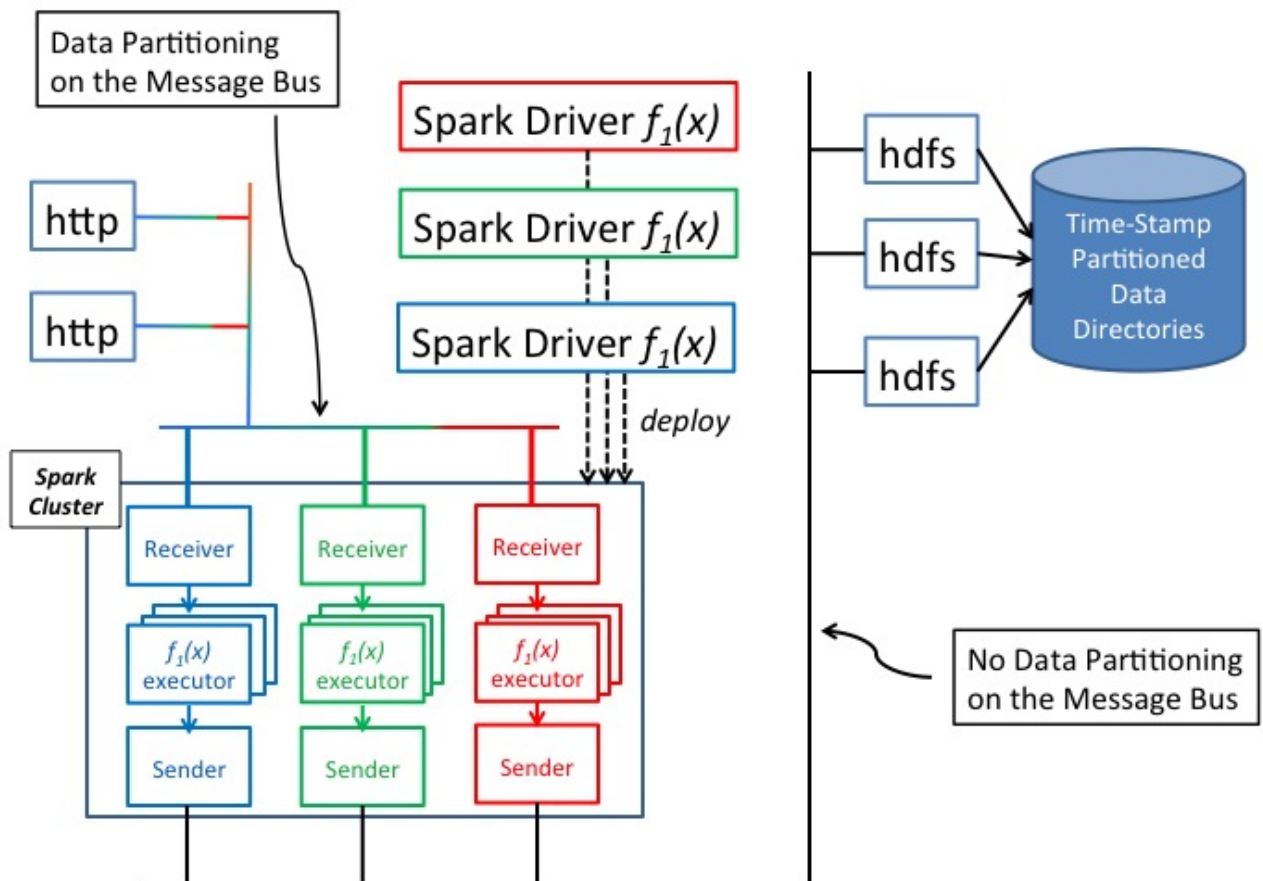 Data Partitioning
on the Message Bus
Spark Driver f₁(x)
Spark Driver f₁(x)
Spark Driver f₁(x)
http
http
deploy
Spark
Cluster
Receiver
Receiver
Receiver
f₁(x)
executor
f₁(x)
executor
f₁(x)
executor
Sender
Sender
Sender
hdfs
hdfs
hdfs
Time-Stamp
Partitioned
Data
Directories
No Data Partitioning
on the Message Bus